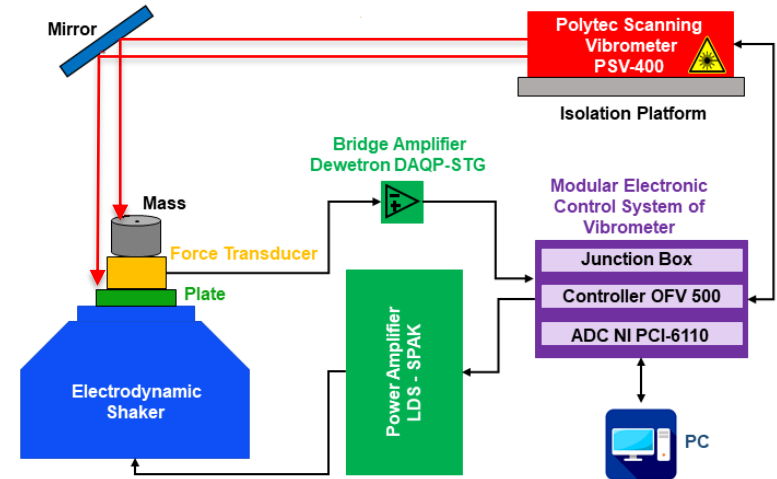 Mirror
Polytec Scanning
Vibrometer
PSV-400
Isolation Platform
Bridge Amplifier
Dewetron DAQP-STG
Modular Electronic
Control System of
Vibrometer
Mass
Force Transducer
Plate
Junction Box
Controller OFV 500
ADC NI PCI-6110
Power Amplifier
LDS - SPAK
Electrodynamic
Shaker
PC